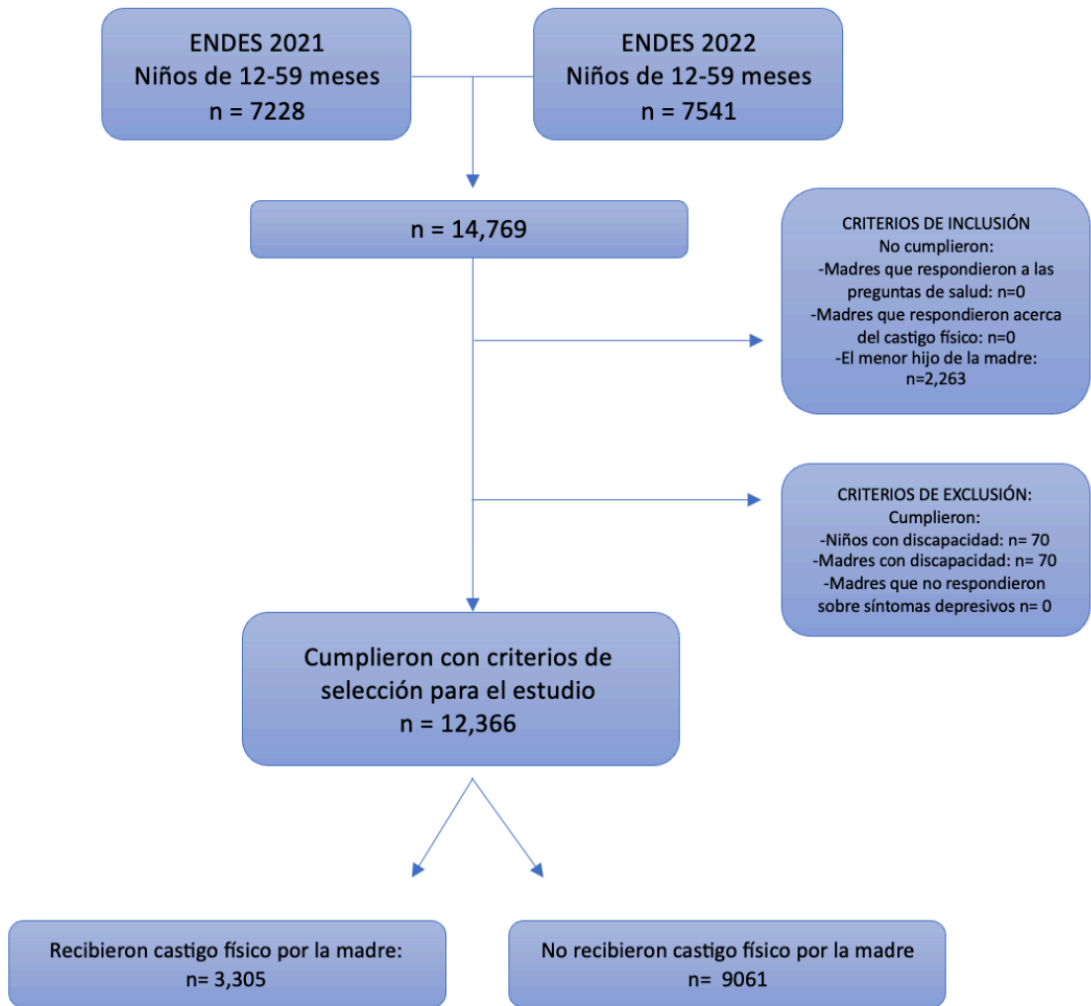 ENDES 2021
Niños de 12-59 meses
n = 7228
ENDES 2022
Niños de 12-59 meses
n = 7541
n = 14,769
CRITERIOS DE INCLUSIÓN
No cumplieron:
-Madres que respondieron a las
preguntas de salud: n=0
-Madres que respondieron acerca
del castigo físico: n=0
-El menor hijo de la madre:
n=2,263
CRITERIOS DE EXCLUSIÓN:
Cumplieron:
-Niños con discapacidad: n= 70
-Madres con discapacidad: n= 70
-Madres que no respondieron
sobre síntomas depresivos n= 0
Cumplieron con criterios de
selección para el estudio
n = 12,366
Recibieron castigo físico por la madre:
n= 3,305
No recibieron castigo físico por la madre
n= 9061